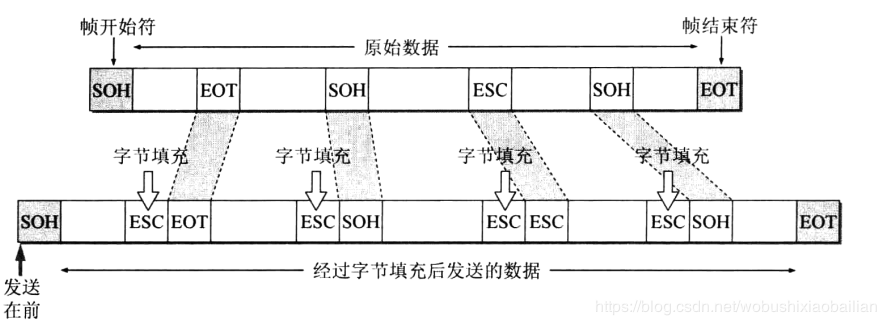 帧开始符
原始数据
帧结束符
SOH EOT SOH ESC SOH EOT
字节填充 字节填充 字节填充 字节填充
SOH ESC EOT ESC SOH ESC ESC ESC SOH EOT
发送
在前
经过字节填充后发送的数据
https://blog.csdn.net/wobushixiaobailian